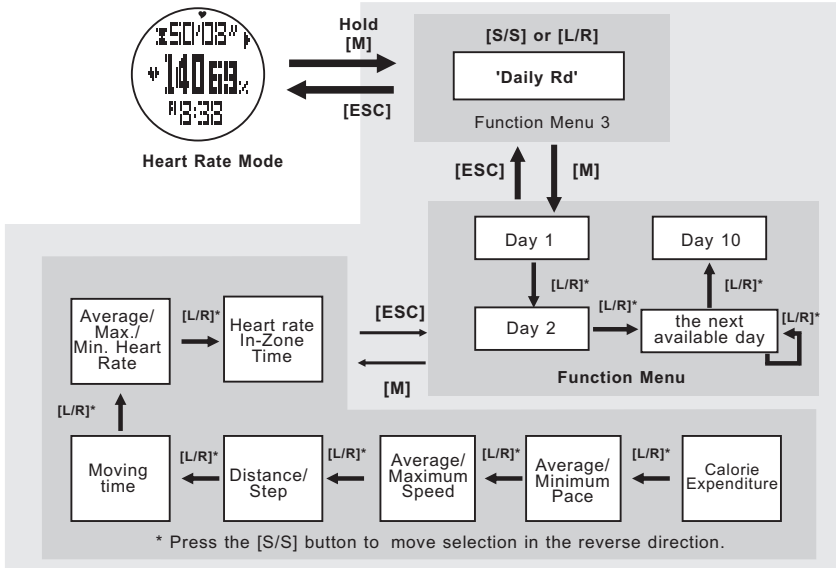 Hold
[M]
[ESC]
Heart Rate Mode
[S/S] or [L/R]
'Daily Rd'
Function Menu 3
[ESC]
[M]
Day 1
[L/R]*
Day 2
[L/R]*
the next
available day
[L/R]*
[L/R]*
Day 10
Function Menu
[ESC]
[M]
Average/
Max./
Min. Heart
Rate
[L/R]*
Heart rate
In-Zone
Time
[L/R]*
Moving
time
[L/R]*
Distance/
Step
[L/R]*
Average/
Maximum
Speed
[L/R]*
Average/
Minimum
Pace
[L/R]*
Calorie
Expenditure
* Press the [S/S] button to move selection in the reverse direction.